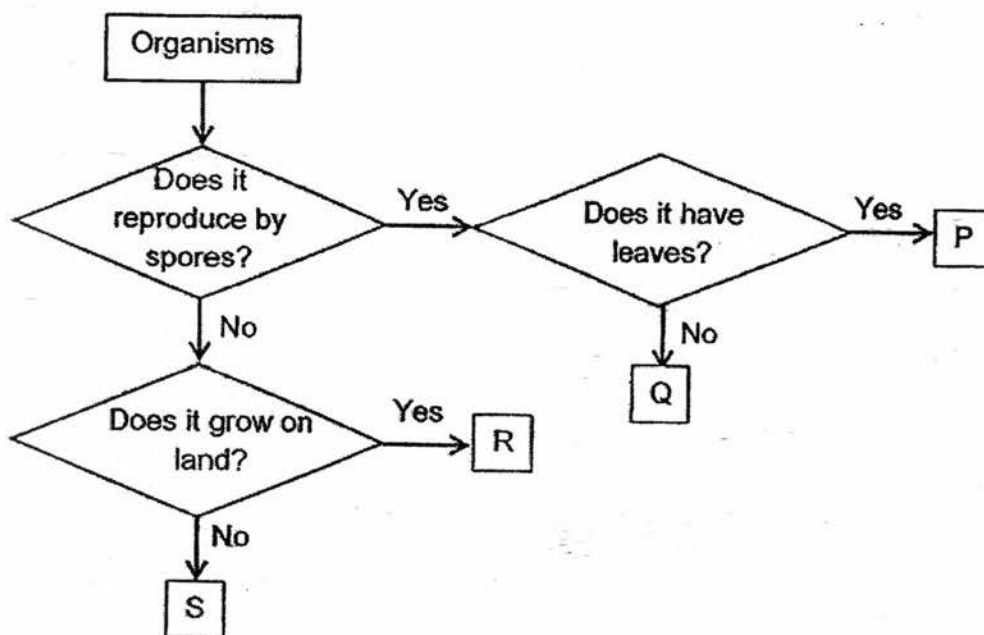 Organisms
Does it
reproduce by
spores?
Yes
Does it have
leaves?
Yes
P
No
No
Q
Does it grow on
land?
Yes
R
No
S